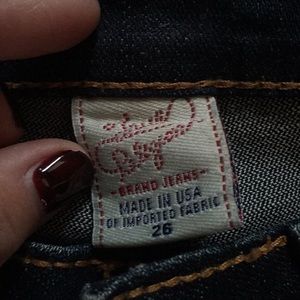 BRAND JEANS
MADE IN USA
OF IMPORTED FABRIC
26